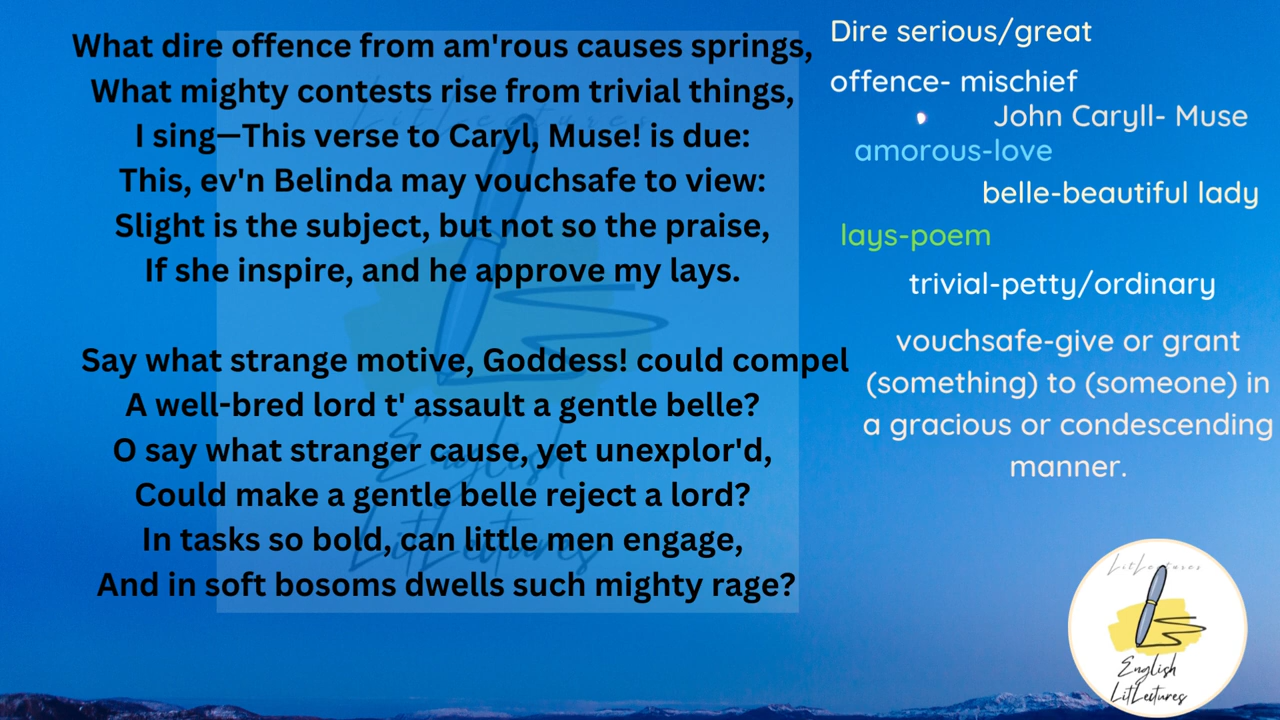 What dire offence from am'rous causes springs,
What mighty contests rise from trivial things,
I sing—This verse to Caryl, Muse! is due:
This, ev'n Belinda may vouchsafe to view:
Slight is the subject, but not so the praise,
If she inspire, and he approve my lays.
Say what strange motive, Goddess! could compel
A well-bred lord t' assault a gentle belle?
O say what stranger cause, yet unexplor'd,
Could make a gentle belle reject a lord?
In tasks so bold, can little men engage,
And in soft bosoms dwells such mighty rage?
Dire serious/great
offence- mischief
John Caryll- Muse
amorous-love
belle-beautiful lady
lays-poem
trivial-petty/ordinary
vouchsafe-give or grant
(something) to (someone) in
a gracious or condescending
manner.
LitLectures
English
LitLectures
LitLectures
English
LitLectures